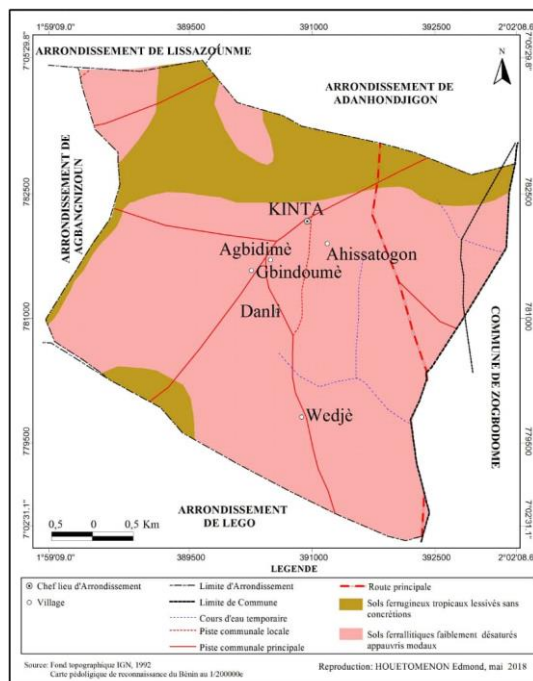 1°59'09.0" 389500 391000 392500 2°02'08.8"
7°05'29.8"
7°05'29.8"
ARRONDISSEMENT DE LISSAZOUNME
N
ARRONDISSEMENT DE
ADANHONDJIGON
ARRONDISSEMENT DE
AGBANGNIZOUN
782500
782500
KINTA
Agbidimè
Ahissatogon
Gbindoumè
Danli
781000
781000
COMMUNE DE ZOGBODOME
Wedjè
779500
779500
ARRONDISSEMENT
DE LEGO
0,5 0 0,5 Km
7°02'31.1"
7°02'31.1"
1°59'09.0" 389500 391000 392500 2°02'08.8"
LEGENDE
Chef lieu d'Arrondissement
Village
Limite d'Arrondissement
Limite de Commune
Cours d'eau temporaire
Piste communale locale
Piste communale principale
Route principale
Sols ferrugineux tropicaux lessivés sans
concrétions
Sols ferrallitiques faiblement désaturés
appauvris modaux
Source: Fond topographique IGN, 1992
Carte pédoligique de reconnaissance du Bénin au 1/200000e
Reproduction: HOUETOMENON Edmond, mai 2018